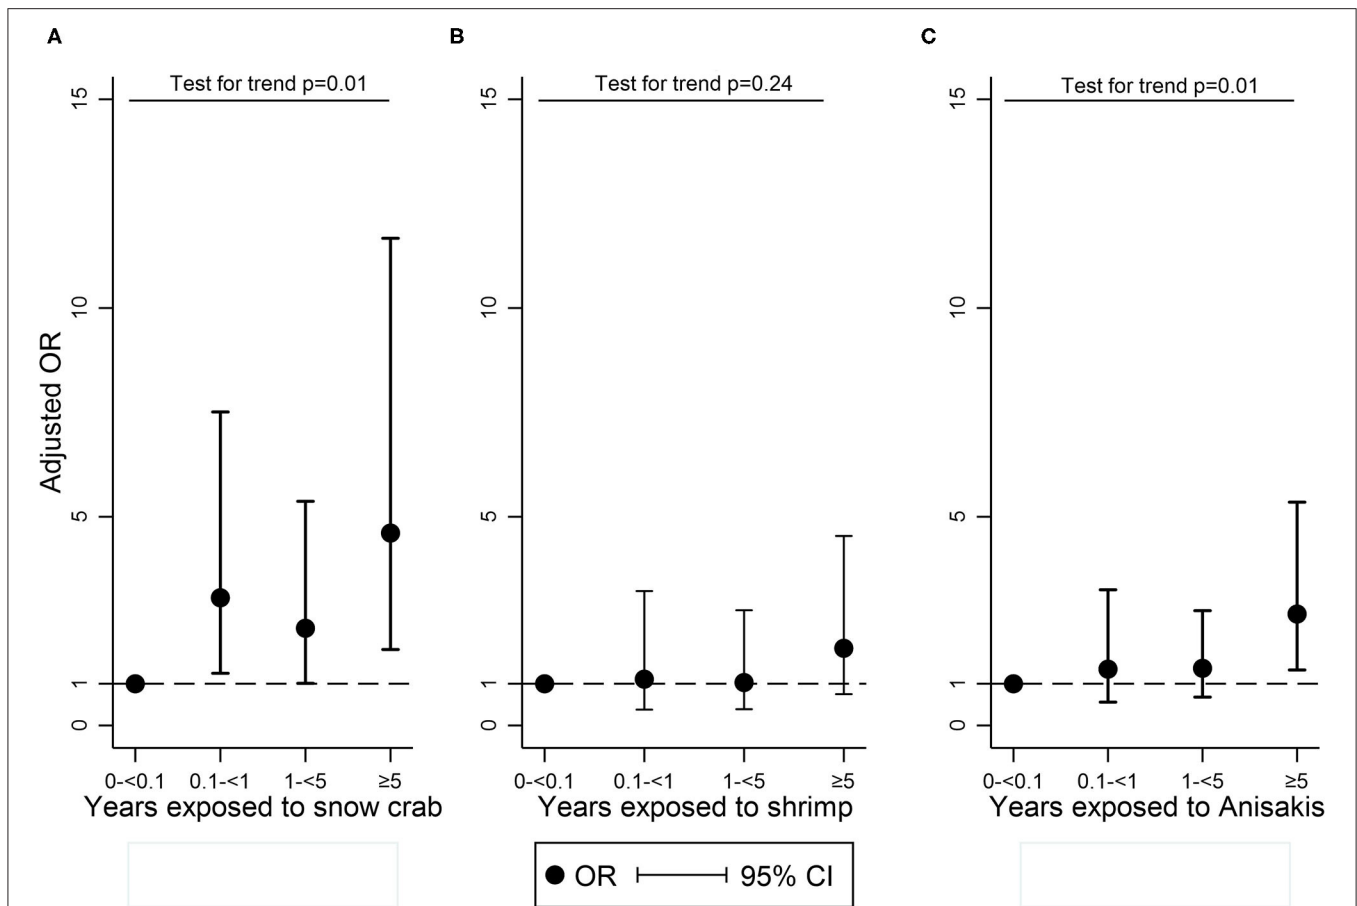 A
B
C
Test for trend p=0.01
Test for trend p=0.24
Test for trend p=0.01
Adjusted OR
15
10
5
1
0
15
10
5
1
0
15
10
5
1
0
0-<0.1 0.1-<1 1-<5 ≥5
0-<0.1 0.1-<1 1-<5 ≥5
0-<0.1 0.1-<1 1-<5 ≥5
Years exposed to snow crab
Years exposed to shrimp
Years exposed to Anisakis
OR 95% CI